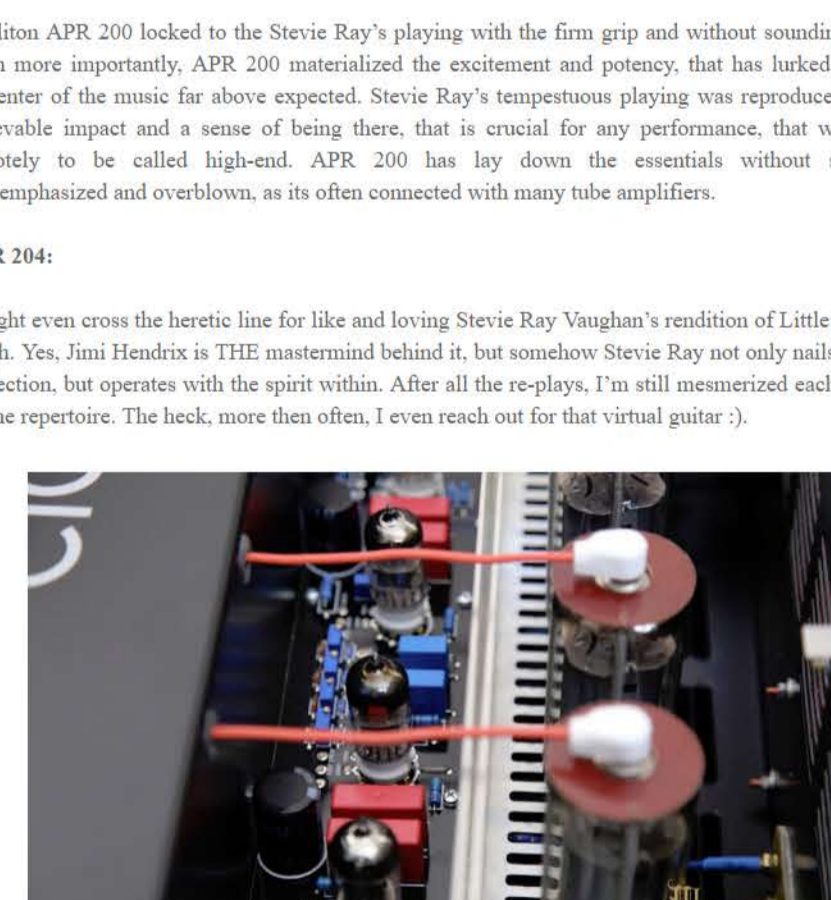 liton APR 200 locked to the Stevie Ray's playing with the firm grip and without soundin
n more importantly, APR 200 materialized the excitement and potency, that has lurked
enter of the music far above expected. Stevie Ray's tempestuous playing was reproduce
evable impact and a sense of being there, that is crucial for any performance, that w
otely to be called high-end. APR 200 has lay down the essentials without s
emphasized and overblown, as its often connected with many tube amplifiers.
R 204:
ght even cross the heretic line for like and loving Stevie Ray Vaughan's rendition of Little
h. Yes, Jimi Hendrix is THE mastermind behind it, but somehow Stevie Ray not only nails
ection, but operates with the spirit within. After all the re-plays, I'm still mesmerized each
he repertoire. The heck, more then often, I even reach out for that virtual guitar :).